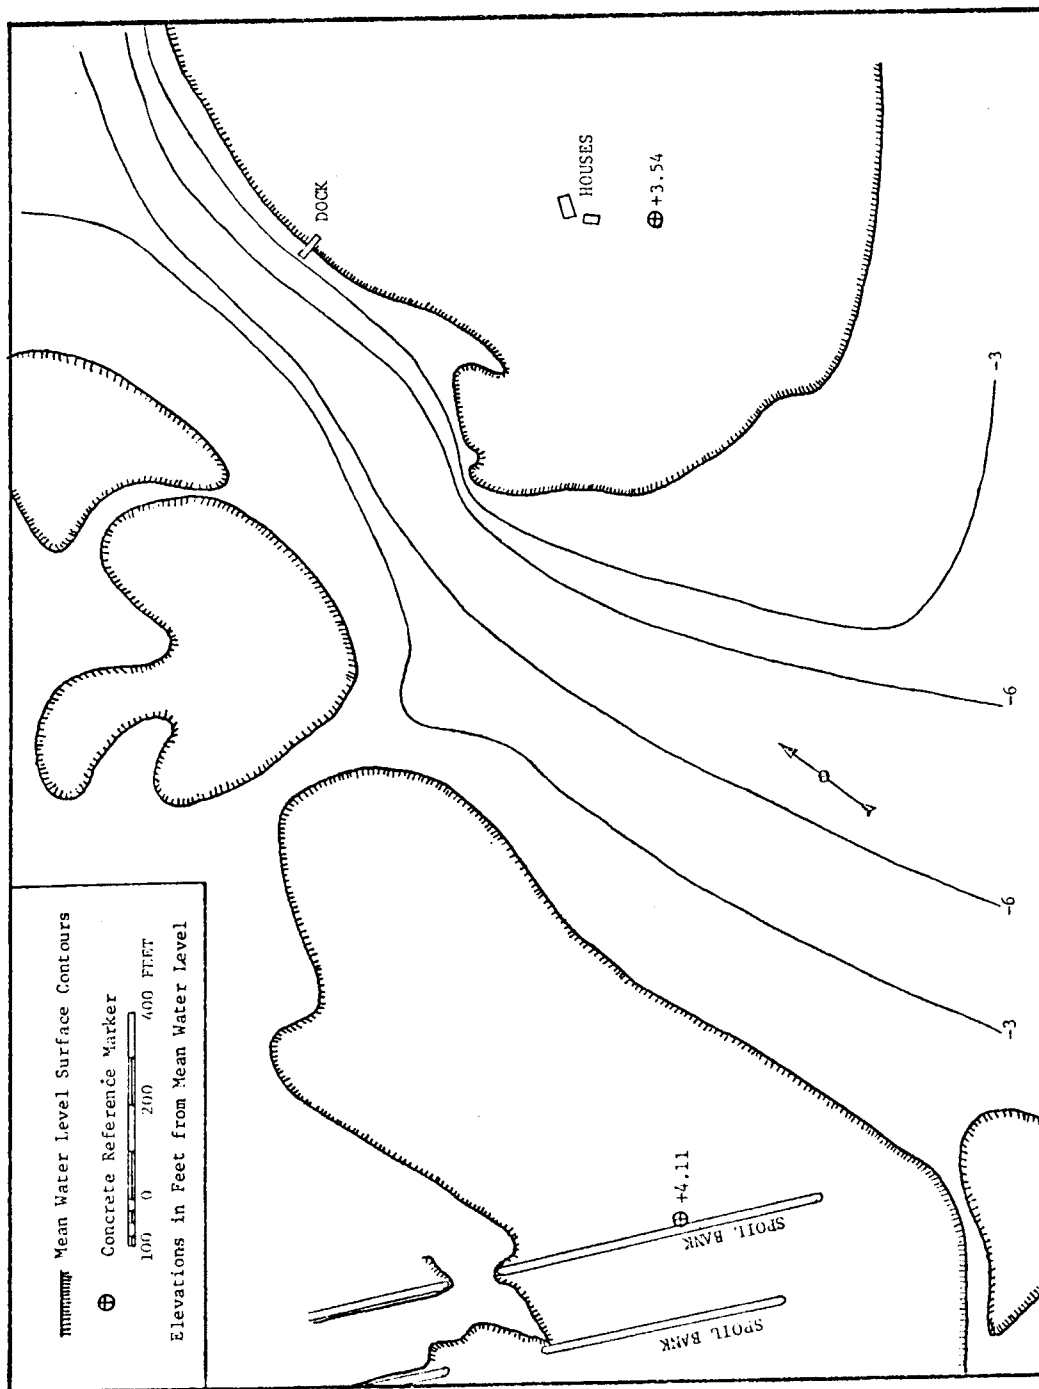 Mean Water Level Surface Contours
Concrete Reference Marker
100 0 200 400 FEET
Elevations in Feet from Mean Water Level
DOCK
HOUSES
+3.54
+4.11
SPOIL BANK
SPOIL BANK
-3
-6
-6
-3